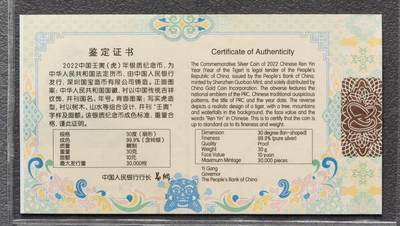 鉴定证书
2022中国壬寅(虎)年银质纪念币,为
中华人民共和国法定货币,由中国人民银行
发行,深圳国宝造币有限公司铸造。正面图
案:中华人民共和国国徽,衬以中国传统吉祥
纹饰,并刊国名、年号。背面图案:写实虎造
型,衬以树木、山水等组合设计,并刊“壬寅”
字样及面额。该银质纪念币成色标准,重量合
格,谨此证明。
规格 30度(扇形)
成色 99.9%(含纯银)
质量 精制
重量 30克
面额 10元
最大发行量 30,000枚
中国人民银行行长
Certificate of Authenticity
The Commemorative Silver Coin of 2022 Chinese Ren Yin
Year (Year of the Tiger) is legal tender of the People's
Republic of China, issued by the People's Bank of China,
minted by Shenzhen Guobao Mint, and solely distributed by
China Gold Coin Incorporation. The obverse features the
national emblem of the PRC, Chinese traditional auspicious
patterns, the title of PRC, and the year date. The reverse
depicts a realistic design of a tiger, with a tree, mountains
and waterfalls in the background, the face value and the
words "Ren Yin" in Chinese. This is to certify that the coin is
up to standard as to its fineness and weight.
Dimension 30 degree (fan-shaped)
Fineness 99.9% (pure silver)
Quality Proof
Weight 30 g
Face Value 10 yuan
Maximum Mintage 30,000 pieces
Yi Gang
Governor
The People's Bank of China